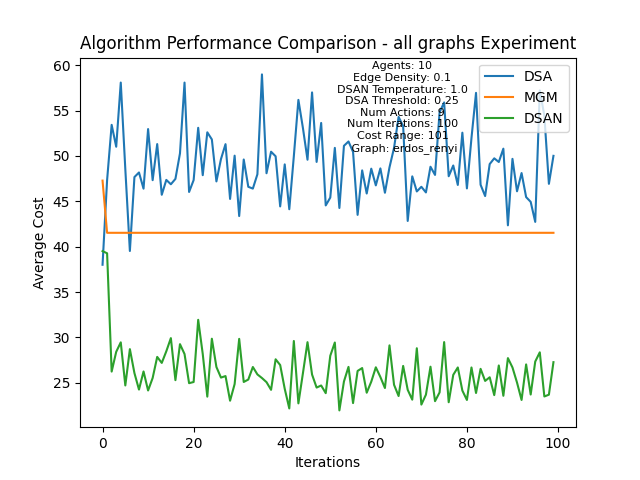 Algorithm Performance Comparison - all graphs Experiment
Agents: 10
Edge Density: 0.1
DSAN Temperature: 1.0
DSA Threshold: 0.25
Num Actions: 9
Num Iterations: 100
Cost Range: 101
Graph: erdos_renyi
DSA
MGM
DSAN
Average Cost
60
55
50
45
40
35
30
25
0
20
40
60
80
100
Iterations